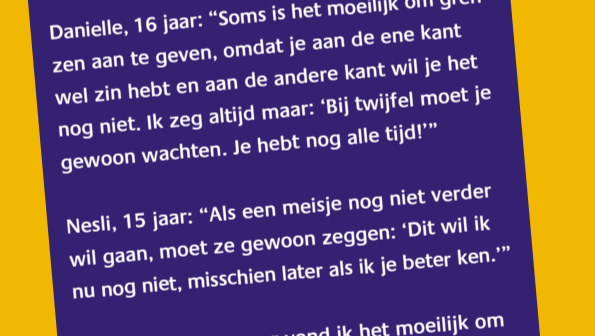 Danielle, 16 jaar: “Soms is het moeilijk om gren-
zen aan te geven, omdat je aan de ene kant
wel zin hebt en aan de andere kant wil je het
nog niet. Ik zeg altijd maar: ‘Bij twijfel moet je
gewoon wachten. Je hebt nog alle tijd!’”
Nesli, 15 jaar: “Als een meisje nog niet verder
wil gaan, moet ze gewoon zeggen: ‘Dit wil ik
nu nog niet, misschien later als ik je beter ken.’”
vond ik het moeilijk om